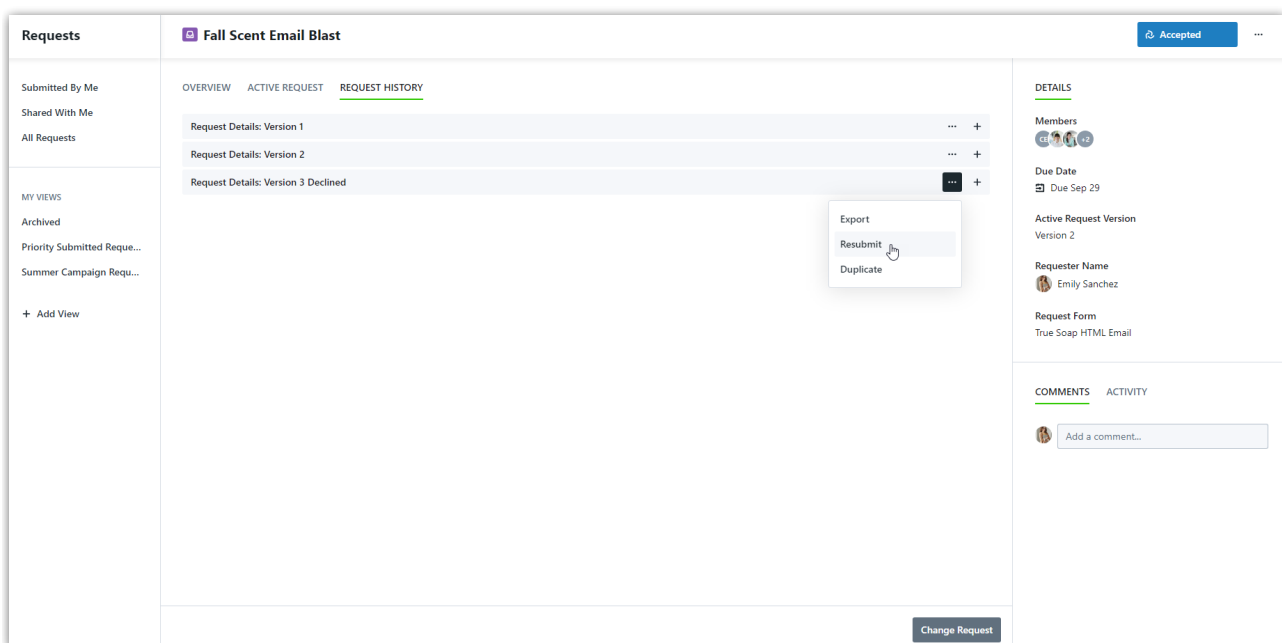 Requests
Fall Scent Email Blast
Accepted
Submitted By Me
Shared With Me
All Requests
MY VIEWS
Archived
Priority Submitted Reque...
Summer Campaign Requ...
+ Add View
OVERVIEW ACTIVE REQUEST REQUEST HISTORY
Request Details: Version 1
Request Details: Version 2
Request Details: Version 3 Declined
Export
Resubmit
Duplicate
Change Request
DETAILS
Members
CE +2
Due Date
Due Sep 29
Active Request Version
Version 2
Requester Name
Emily Sanchez
Request Form
True Soap HTML Email
COMMENTS ACTIVITY
Add a comment...